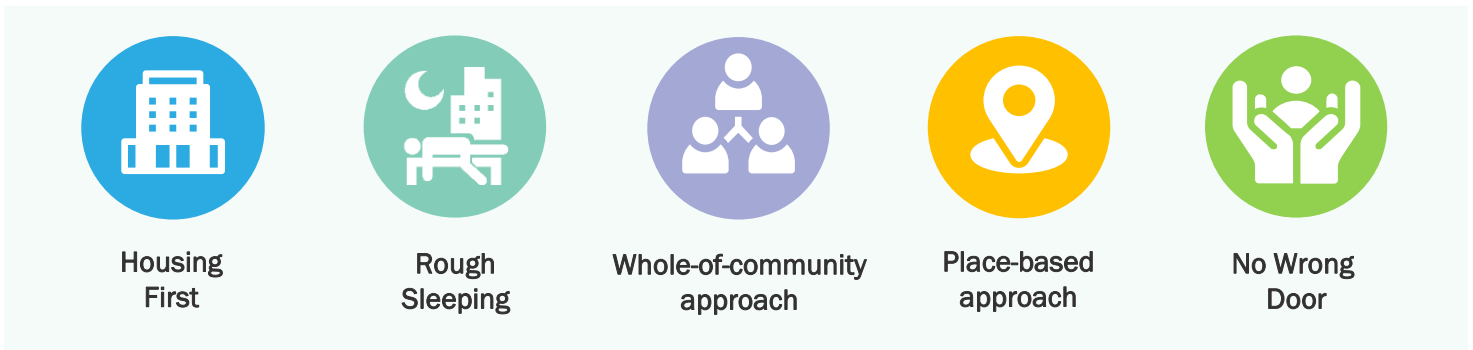 Housing
First
Rough
Sleeping
Whole-of-community
approach
Place-based
approach
No Wrong
Door